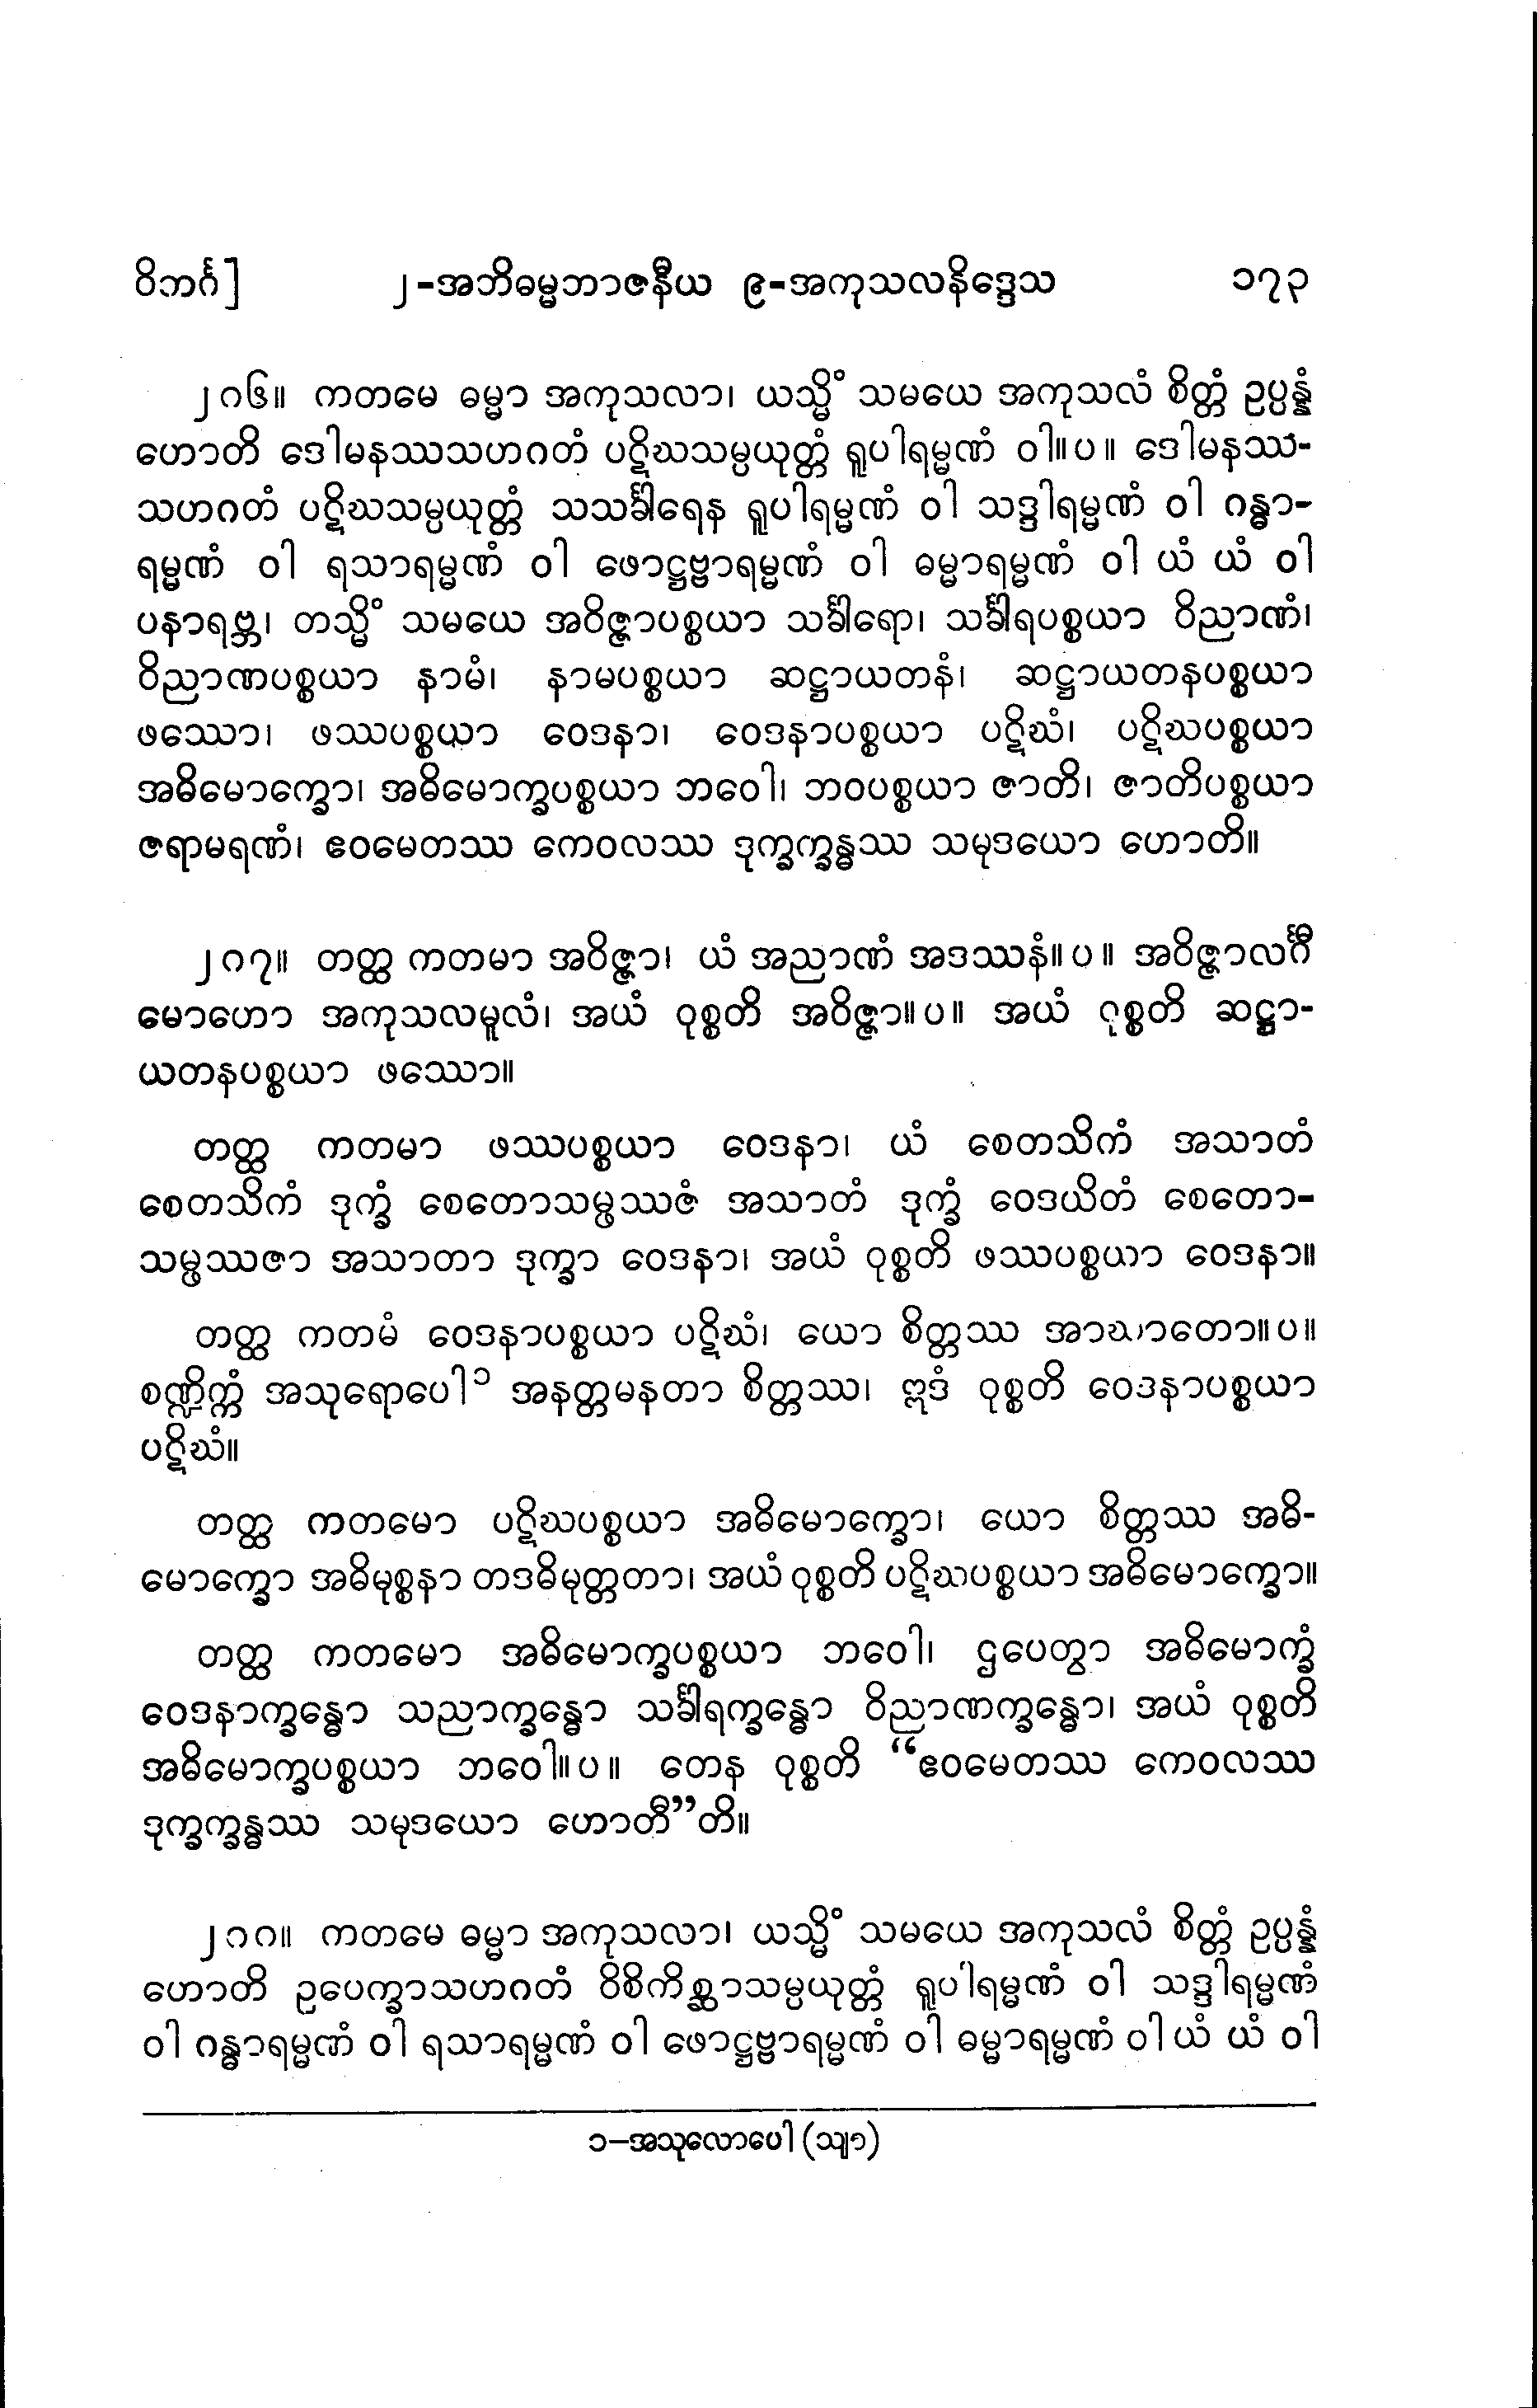 ဝိဘင်္ဂ] ၂-အဘိဓမ္မဘာဇနီယ ၉-အကုသလနိဒ္ဒေသ ၁၇၃
၂၀၆။ ကတမေ ဓမ္မာ အကုသလာ၊ ယသ္မိံ သမယေ အကုသလံ စိတ္တံ ဥပ္ပန္နံ
ဟောတိ ဒေါမနဿသဟဂတံ ပဋိဃသမ္ပယုတ္တံ ရူပါရမ္မဏံ ဝါ။ပ။ ဒေါမနဿ-
သဟဂတံ ပဋိဃသမ္ပယုတ္တံ သသင်္ခါရေန ရူပါရမ္မဏံ ဝါ သဒ္ဒါရမ္မဏံ ဝါ ဂန္ဓာ-
ရမ္မဏံ ဝါ ရသာရမ္မဏံ ဝါ ဖောဋ္ဌဗ္ဗာရမ္မဏံ ဝါ ဓမ္မာရမ္မဏံ ဝါ ယံ ယံ ဝါ
ပနာရဗ္ဘ၊ တသ္မိံ သမယေ အဝိဇ္ဇာပစ္စယာ သင်္ခါရော၊ သင်္ခါရပစ္စယာ ဝိညာဏံ၊
ဝိညာဏပစ္စယာ နာမံ၊ နာမပစ္စယာ ဆဋ္ဌာယတနံ၊ ဆဋ္ဌာယတနပစ္စယာ
ဖဿော၊ ဖဿပစ္စယာ ဝေဒနာ၊ ဝေဒနာပစ္စယာ ပဋိဃံ၊ ပဋိဃပစ္စယာ
အဓိမောက္ခော၊ အဓိမောက္ခပစ္စယာ ဘဝေါ၊ ဘဝပစ္စယာ ဇာတိ၊ ဇာတိပစ္စယာ
ဇရာမရဏံ၊ ဧဝမေတဿ ကေဝလဿ ဒုက္ခက္ခန္ဓဿ သမုဒယော ဟောတိ။
၂၀၇။ တတ္ထ ကတမာ အဝိဇ္ဇာ၊ ယံ အညာဏံ အဒဿနံ။ပ။ အဝိဇ္ဇာလင်္ဂီ
မောဟော အကုသလမူလံ၊ အယံ ဝုစ္စတိ အဝိဇ္ဇာ။ပ။ အယံ ဝုစ္စတိ ဆဋ္ဌာ-
ယတနပစ္စယာ ဖဿော။
တတ္ထ ကတမာ ဖဿပစ္စယာ ဝေဒနာ၊ ယံ စေတသိကံ အသာတံ
စေတသိကံ ဒုက္ခံ စေတောသမ္ဖဿဇံ အသာတံ ဒုက္ခံ ဝေဒယိတံ စေတော-
သမ္ဖဿဇာ အသာတာ ဒုက္ခာ ဝေဒနာ၊ အယံ ဝုစ္စတိ ဖဿပစ္စယာ ဝေဒနာ။
တတ္ထ ကတမံ ဝေဒနာပစ္စယာ ပဋိဃံ၊ ယော စိတ္တဿ အာဃာတော။ပ။
စဏ္ဍိက္ကံ အသုရောပေါ၁ အနတ္တမနတာ စိတ္တဿ၊ ဣဒံ ဝုစ္စတိ ဝေဒနာပစ္စယာ
ပဋိဃံ။
တတ္ထ ကတမော ပဋိဃပစ္စယာ အဓိမောက္ခော၊ ယော စိတ္တဿ အဓိ-
မောက္ခော အဓိမုစ္စနာ တဒဓိမုတ္တတာ၊ အယံ ဝုစ္စတိ ပဋိဃပစ္စယာ အဓိမောက္ခော။
တတ္ထ ကတမော အဓိမောက္ခပစ္စယာ ဘဝေါ၊ ဌပေတွာ အဓိမောက္ခံ
ဝေဒနာက္ခန္ဓော သညာက္ခန္ဓော သင်္ခါရက္ခန္ဓော ဝိညာဏက္ခန္ဓော၊ အယံ ဝုစ္စတိ
အဓိမောက္ခပစ္စယာ ဘဝေါ။ပ။ တေန ဝုစ္စတိ “ဧဝမေတဿ ကေဝလဿ
ဒုက္ခက္ခန္ဓဿ သမုဒယော ဟောတီ”တိ။
၂၀၈။ ကတမေ ဓမ္မာ အကုသလာ၊ ယသ္မိံ သမယေ အကုသလံ စိတ္တံ ဥပ္ပန္နံ
ဟောတိ ဥပေက္ခာသဟဂတံ ဝိစိကိစ္ဆာသမ္ပယုတ္တံ ရူပါရမ္မဏံ ဝါ သဒ္ဒါရမ္မဏံ
ဝါ ဂန္ဓာရမ္မဏံ ဝါ ရသာရမ္မဏံ ဝါ ဖောဋ္ဌဗ္ဗာရမ္မဏံ ဝါ ဓမ္မာရမ္မဏံ ဝါ ယံ ယံ ဝါ
၁–အသုလောပေါ (သျာ)